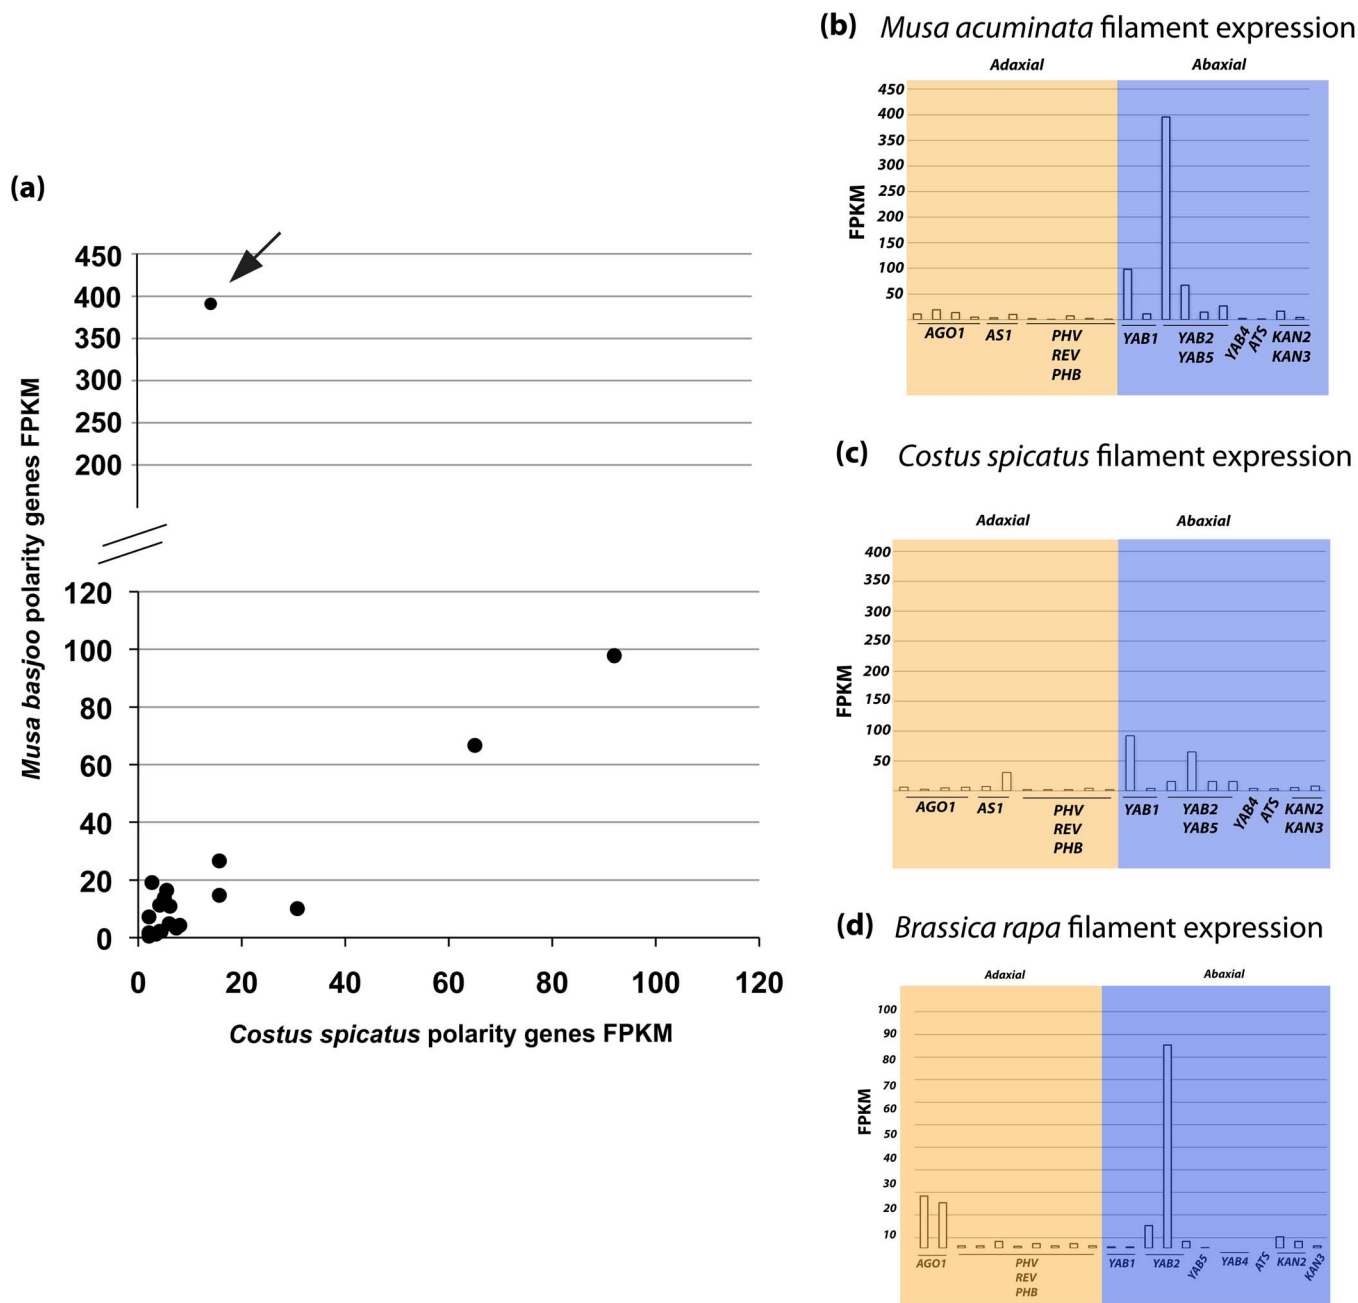 (a)
450
400
350
300
250
200
120
100
80
60
40
20
0
0 20 40 60 80 100 120
Musa basjoo polarity genes FPKM
Costus spicatus polarity genes FPKM
(b) Musa acuminata filament expression
Adaxial Abaxial
450
400
350
300
250
200
150
100
50
FPKM
AGO1 AS1 PHV YAB1 YAB2 YAB4 ATS KAN2
REV YAB5 KAN3
PHB
(c) Costus spicatus filament expression
Adaxial Abaxial
400
350
300
250
200
150
100
50
FPKM
AGO1 AS1 PHV YAB1 YAB2 YAB4 ATS KAN2
REV YAB5 KAN3
PHB
(d) Brassica rapa filament expression
Adaxial Abaxial
100
90
80
70
60
50
40
30
20
10
FPKM
AGO1 PHV YAB1 YAB2 YAB5 YAB4 ATS KAN2 KAN3
REV
PHB